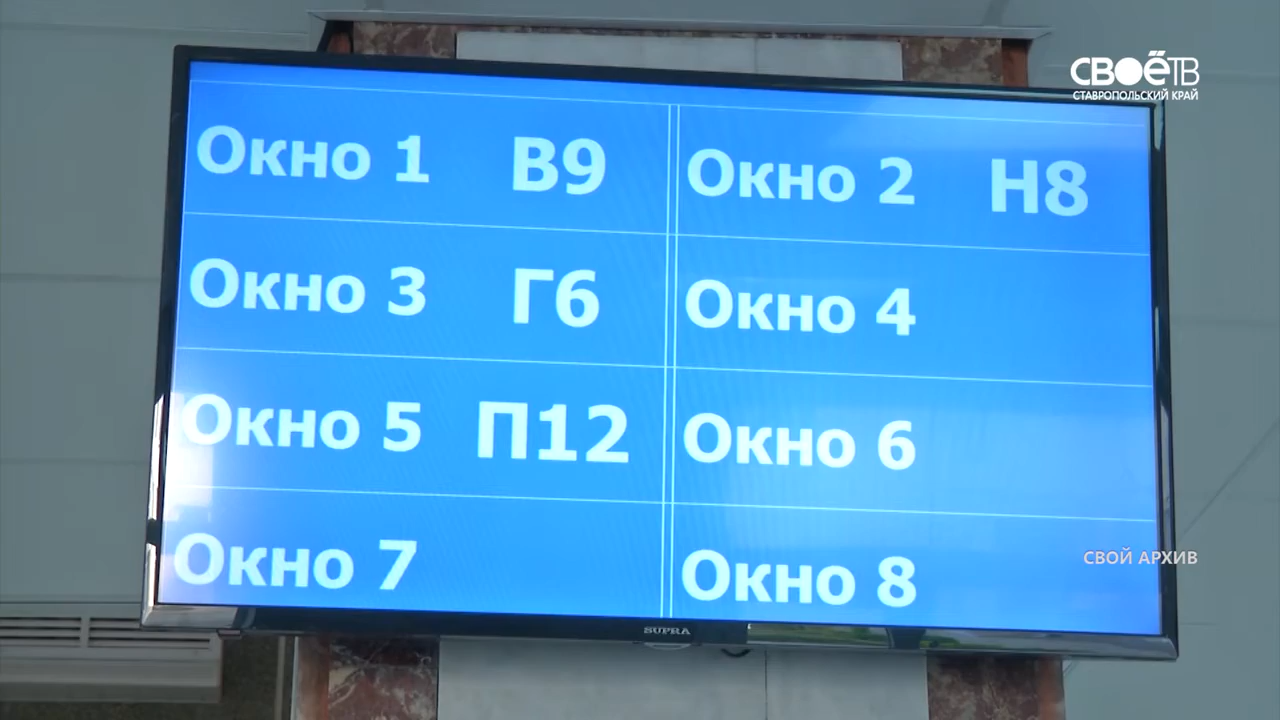 СВОЁТВ
СТАВРОПОЛЬСКИЙ КРАЙ
Окно 1 В9 Окно 2 Н8
Окно 3 Г6 Окно 4
Окно 5 П12 Окно 6
Окно 7 Окно 8
СВОЙ АРХИВ
SUPRA